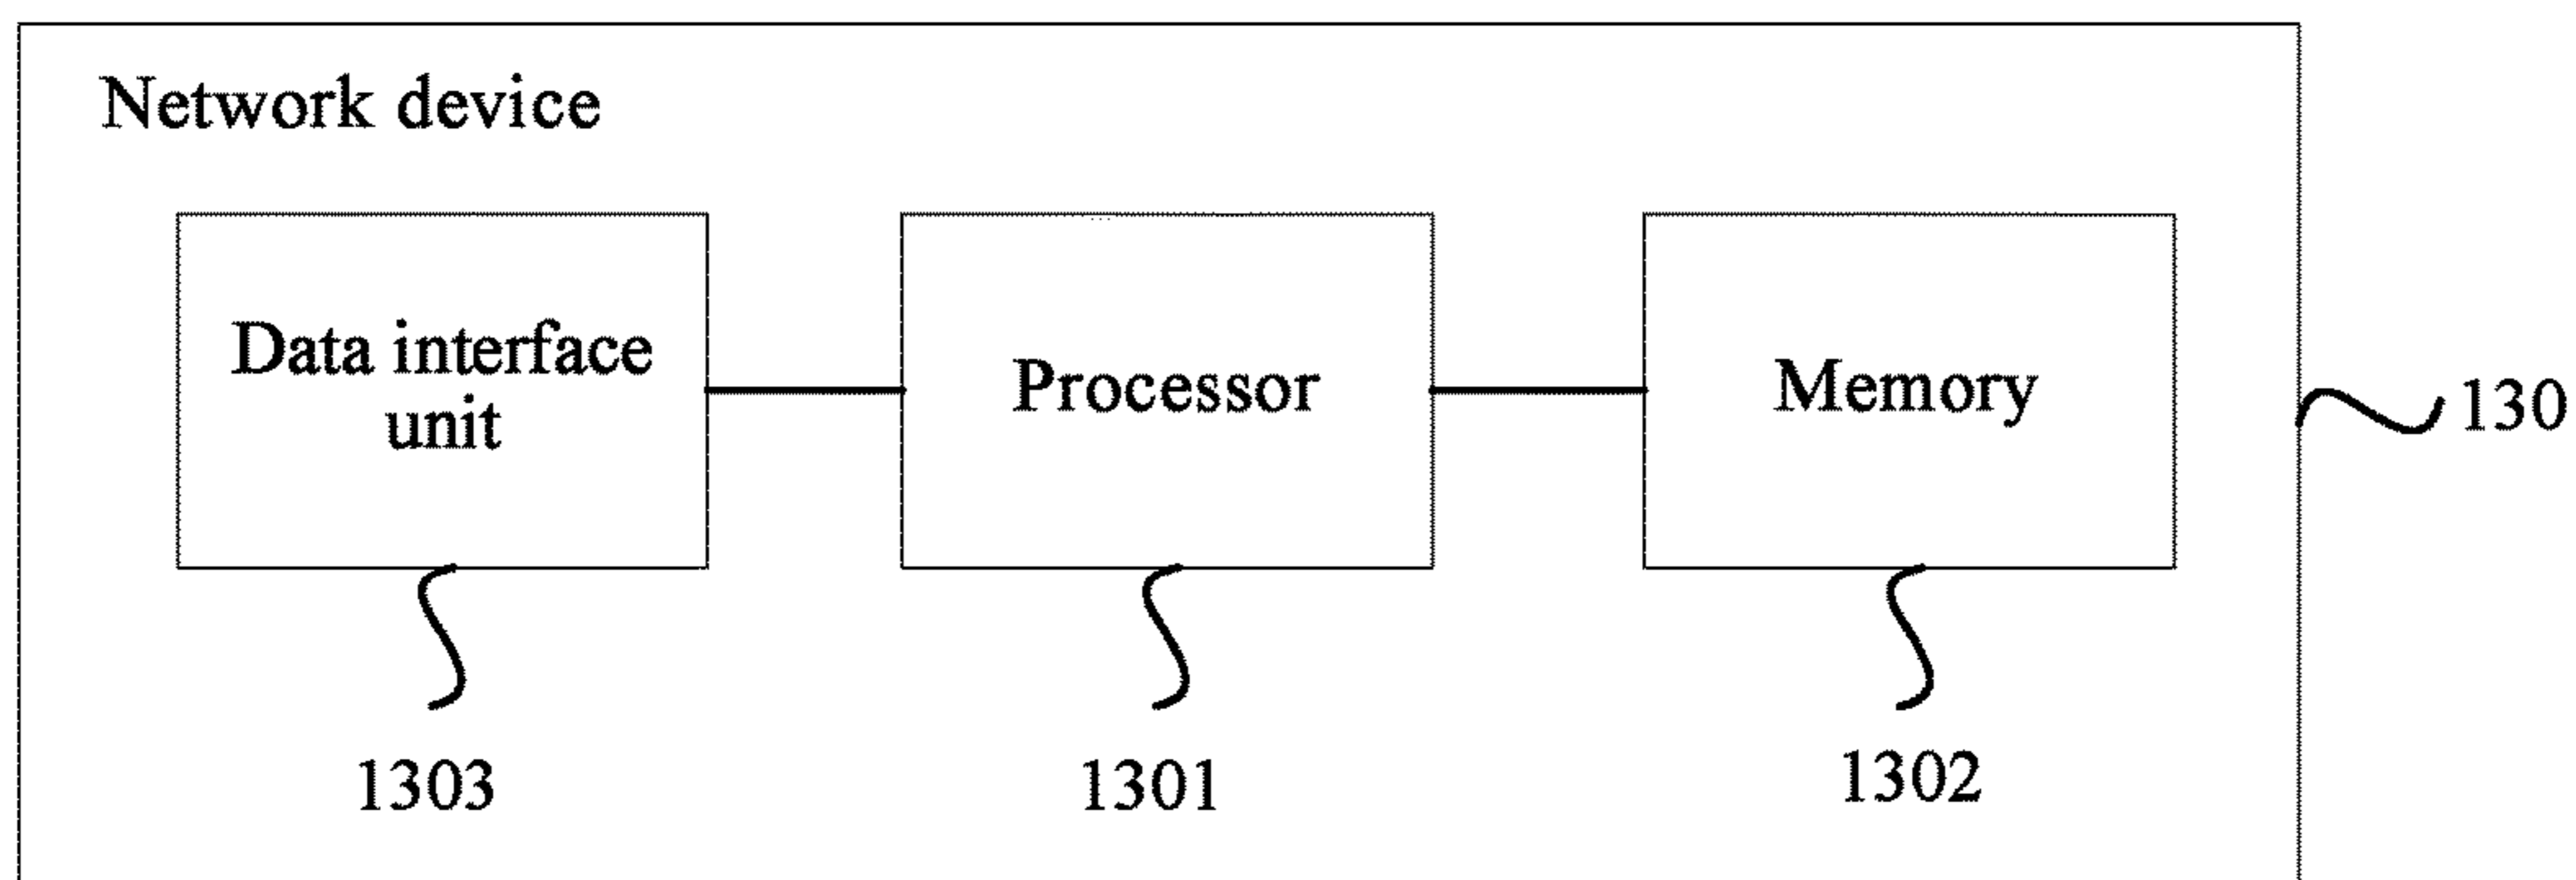 Network device
Data interface
unit
Processor
Memory
130
1303
1301
1302